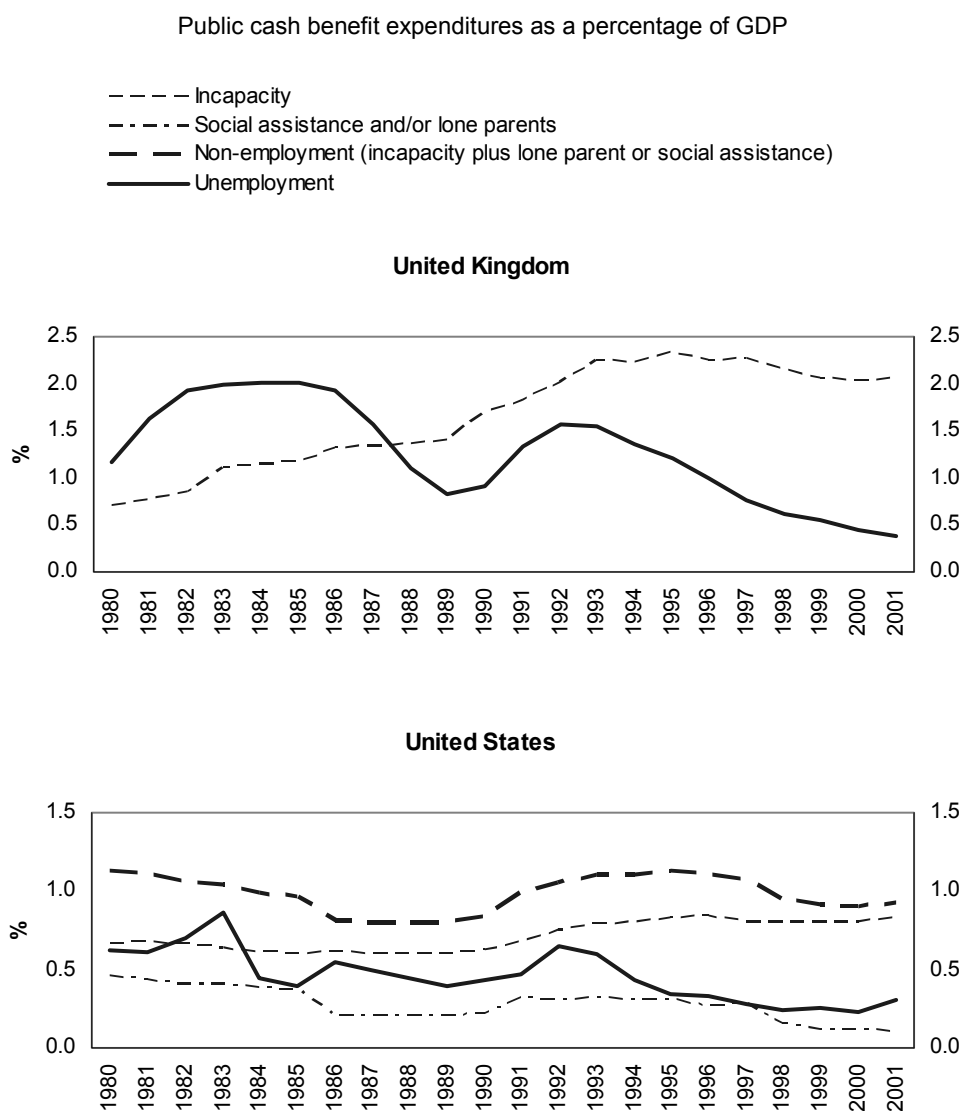 Public cash benefit expenditures as a percentage of GDP
Incapacity
Social assistance and/or lone parents
Non-employment (incapacity plus lone parent or social assistance)
Unemployment
United Kingdom
2.5 2.5
2.0 2.0
1.5 1.5
%
1.0 1.0
0.5 0.5
0.0 0.0
1980 1981 1982 1983 1984 1985 1986 1987 1988 1989 1990 1991 1992 1993 1994 1995 1996 1997 1998 1999 2000 2001
United States
1.5 1.5
1.0 1.0
%
0.5 0.5
0.0 0.0
1980 1981 1982 1983 1984 1985 1986 1987 1988 1989 1990 1991 1992 1993 1994 1995 1996 1997 1998 1999 2000 2001